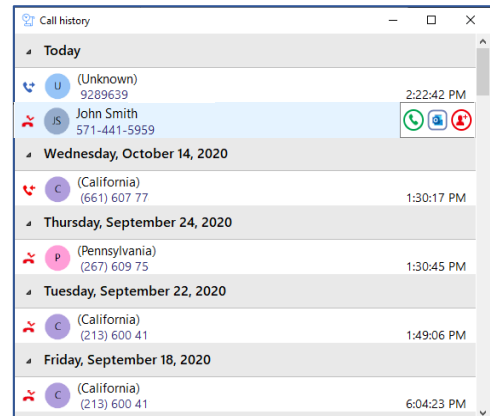 Call history
Today
U (Unknown)
9289639 2:22:42 PM
JS John Smith
571-441-5959
Wednesday, October 14, 2020
C (California)
(661) 607 77 1:30:17 PM
Thursday, September 24, 2020
P (Pennsylvania)
(267) 609 75 1:30:45 PM
Tuesday, September 22, 2020
C (California)
(213) 600 41 1:49:06 PM
Friday, September 18, 2020
C (California)
(213) 600 41 6:04:23 PM